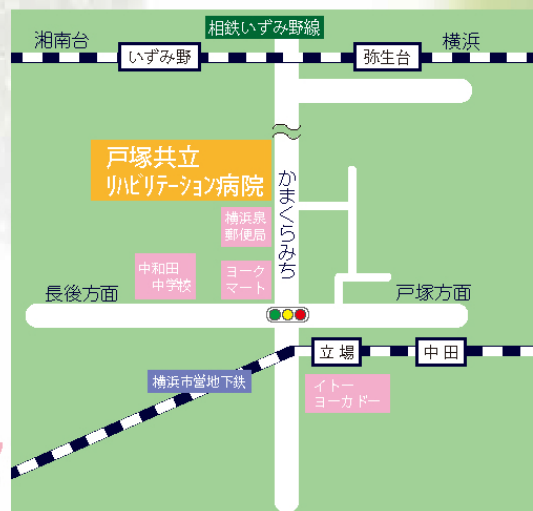 相鉄いずみ野線
湘南台
いずみ野
弥生台
横浜
戸塚共立
リハビリテーション病院
かまくらみち
横浜泉
郵便局
中和田
中学校
ヨーク
マート
長後方面
戸塚方面
立場
中田
横浜市営地下鉄
イトー
ヨーカドー